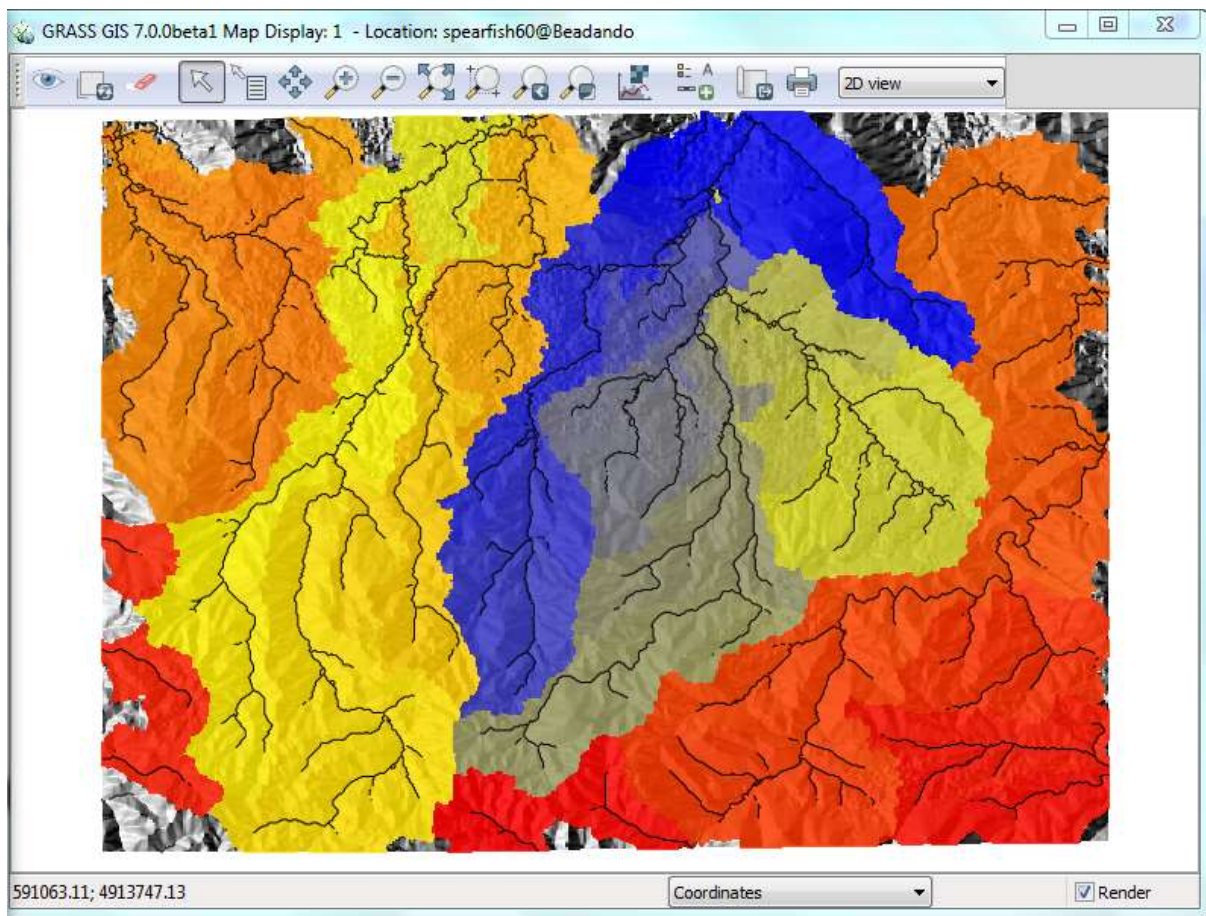 GRASS GIS 7.0.0beta1 Map Display: 1 - Location: spearfish60@Beadando
2D view
591063.11; 4913747.13
Coordinates
Render